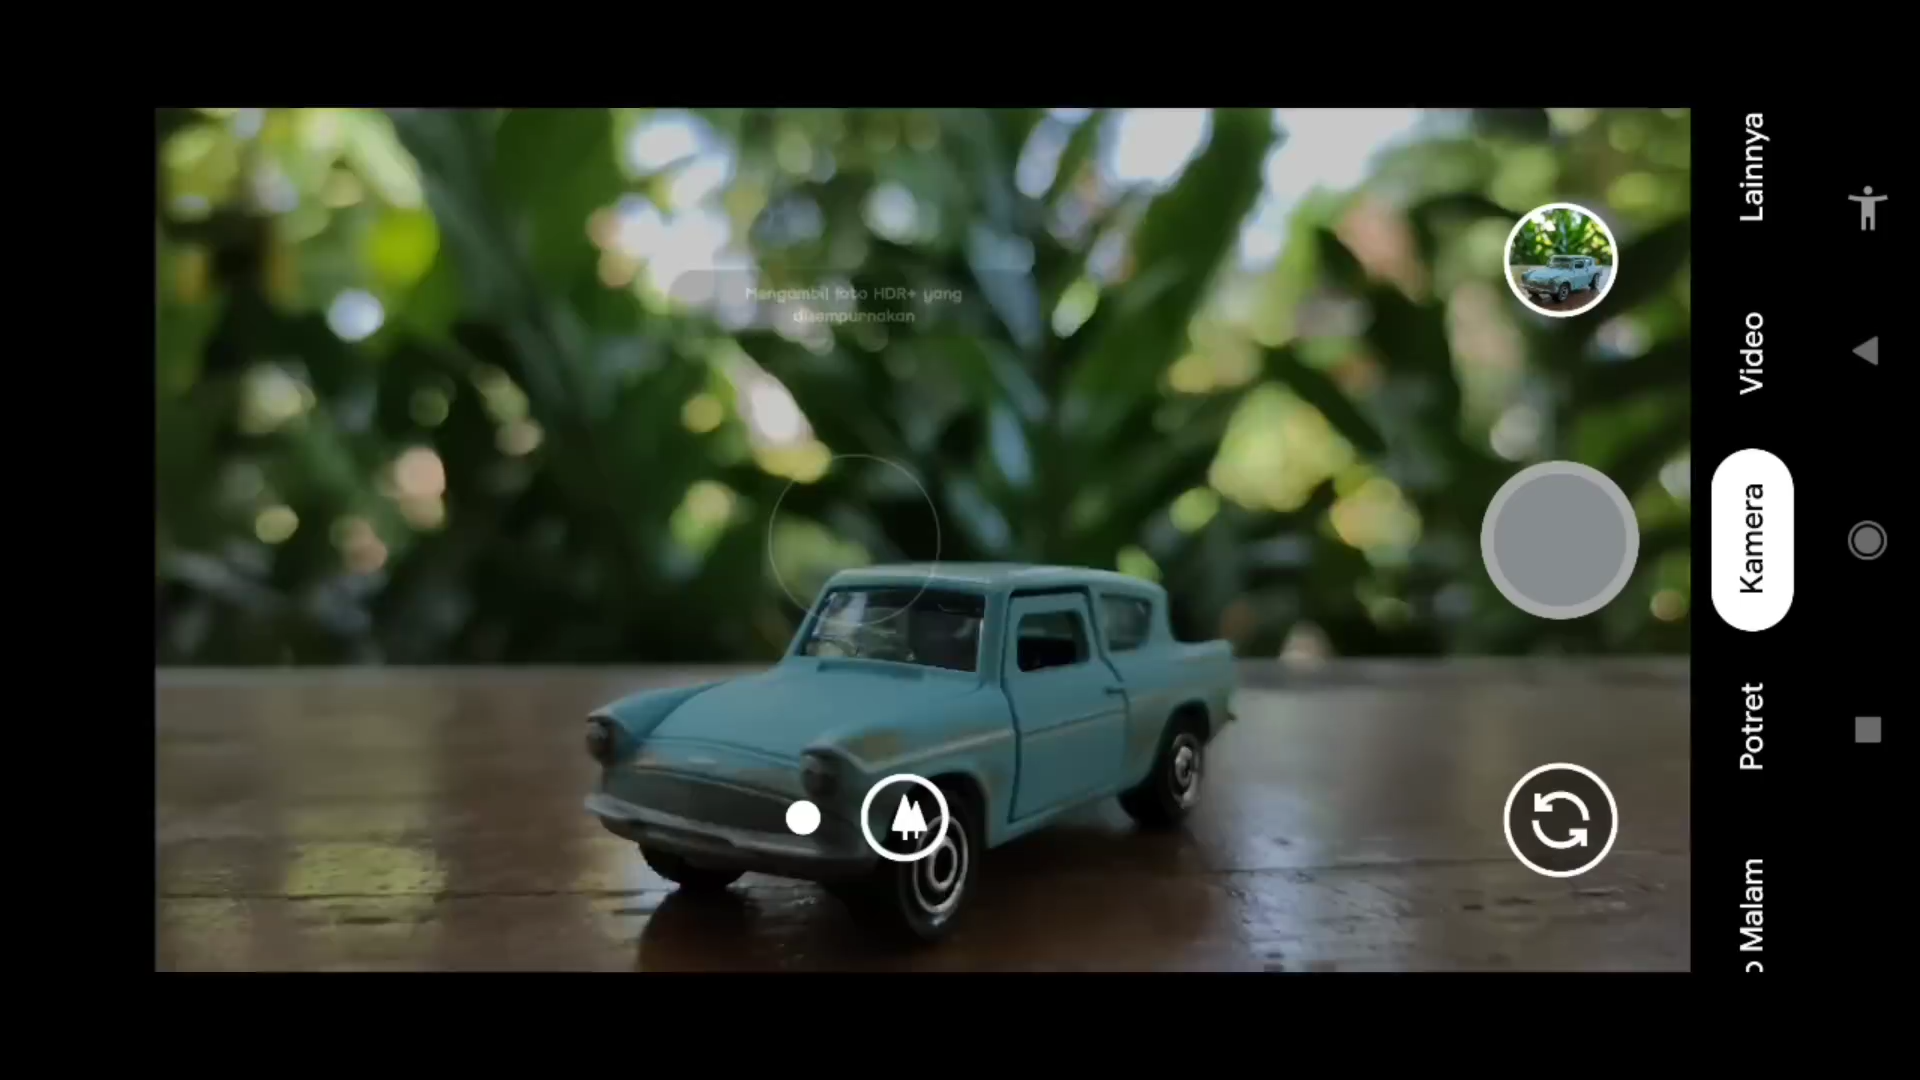 Mengambil foto HDR+ yang
disempurnakan
Lainnya
Video
Kamera
Potret
o Malam